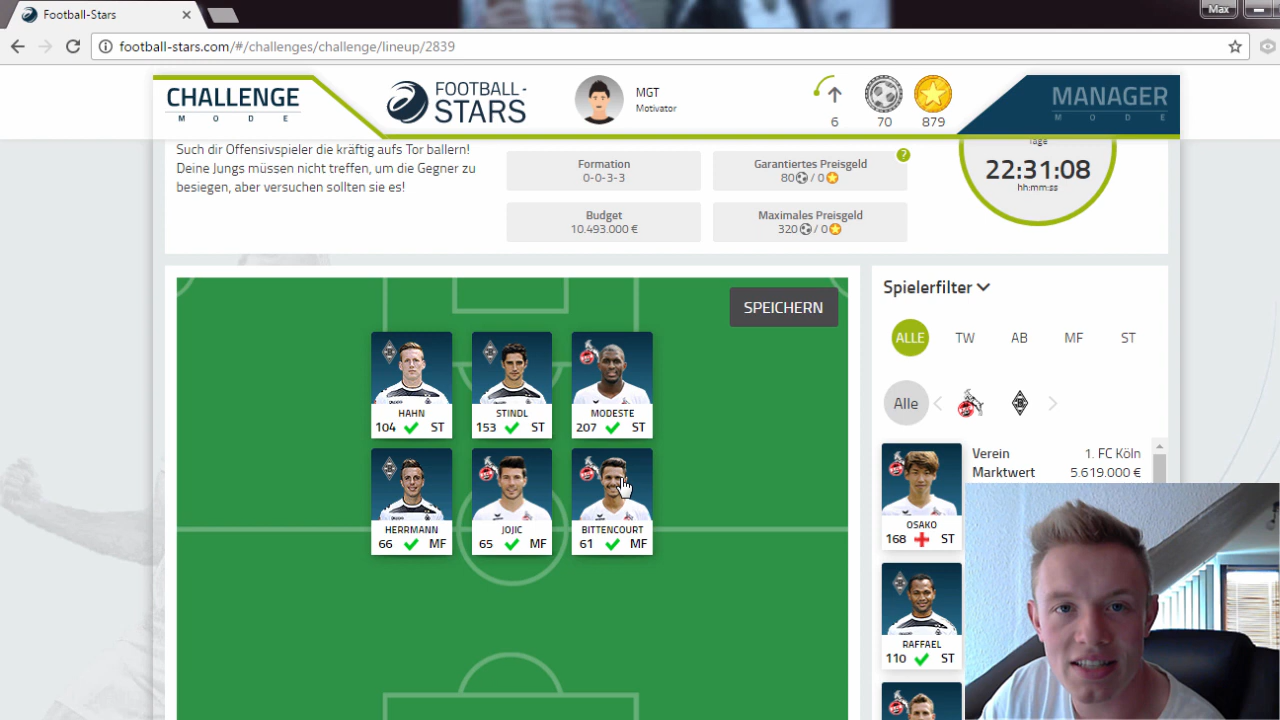 Football-Stars
Max
football-stars.com/#/challenges/challenge/lineup/2839
CHALLENGE
MODE
FOOTBALL-
STARS
MGT
Motivator
6
70
879
MANAGER
MODE
Such dir Offensivspieler die kräftig aufs Tor ballern!
Deine Jungs müssen nicht treffen, um die Gegner zu
besiegen, aber versuchen sollten sie es!
Formation
0-0-3-3
Garantiertes Preisgeld
80 / 0
?
Budget
10.493.000 €
Maximales Preisgeld
320 / 0
Tage
22:31:08
hh:mm:ss
SPEICHERN
HAHN
104 ST
STINDL
153 ST
MODESTE
207 ST
HERRMANN
66 MF
JOJIC
65 MF
BITTENCOURT
61 MF
Spielerfilter
ALLE TW AB MF ST
Alle
Verein 1. FC Köln
Marktwert 5.619.000 €
OSAKO
168 ST
RAFFAEL
110 ST